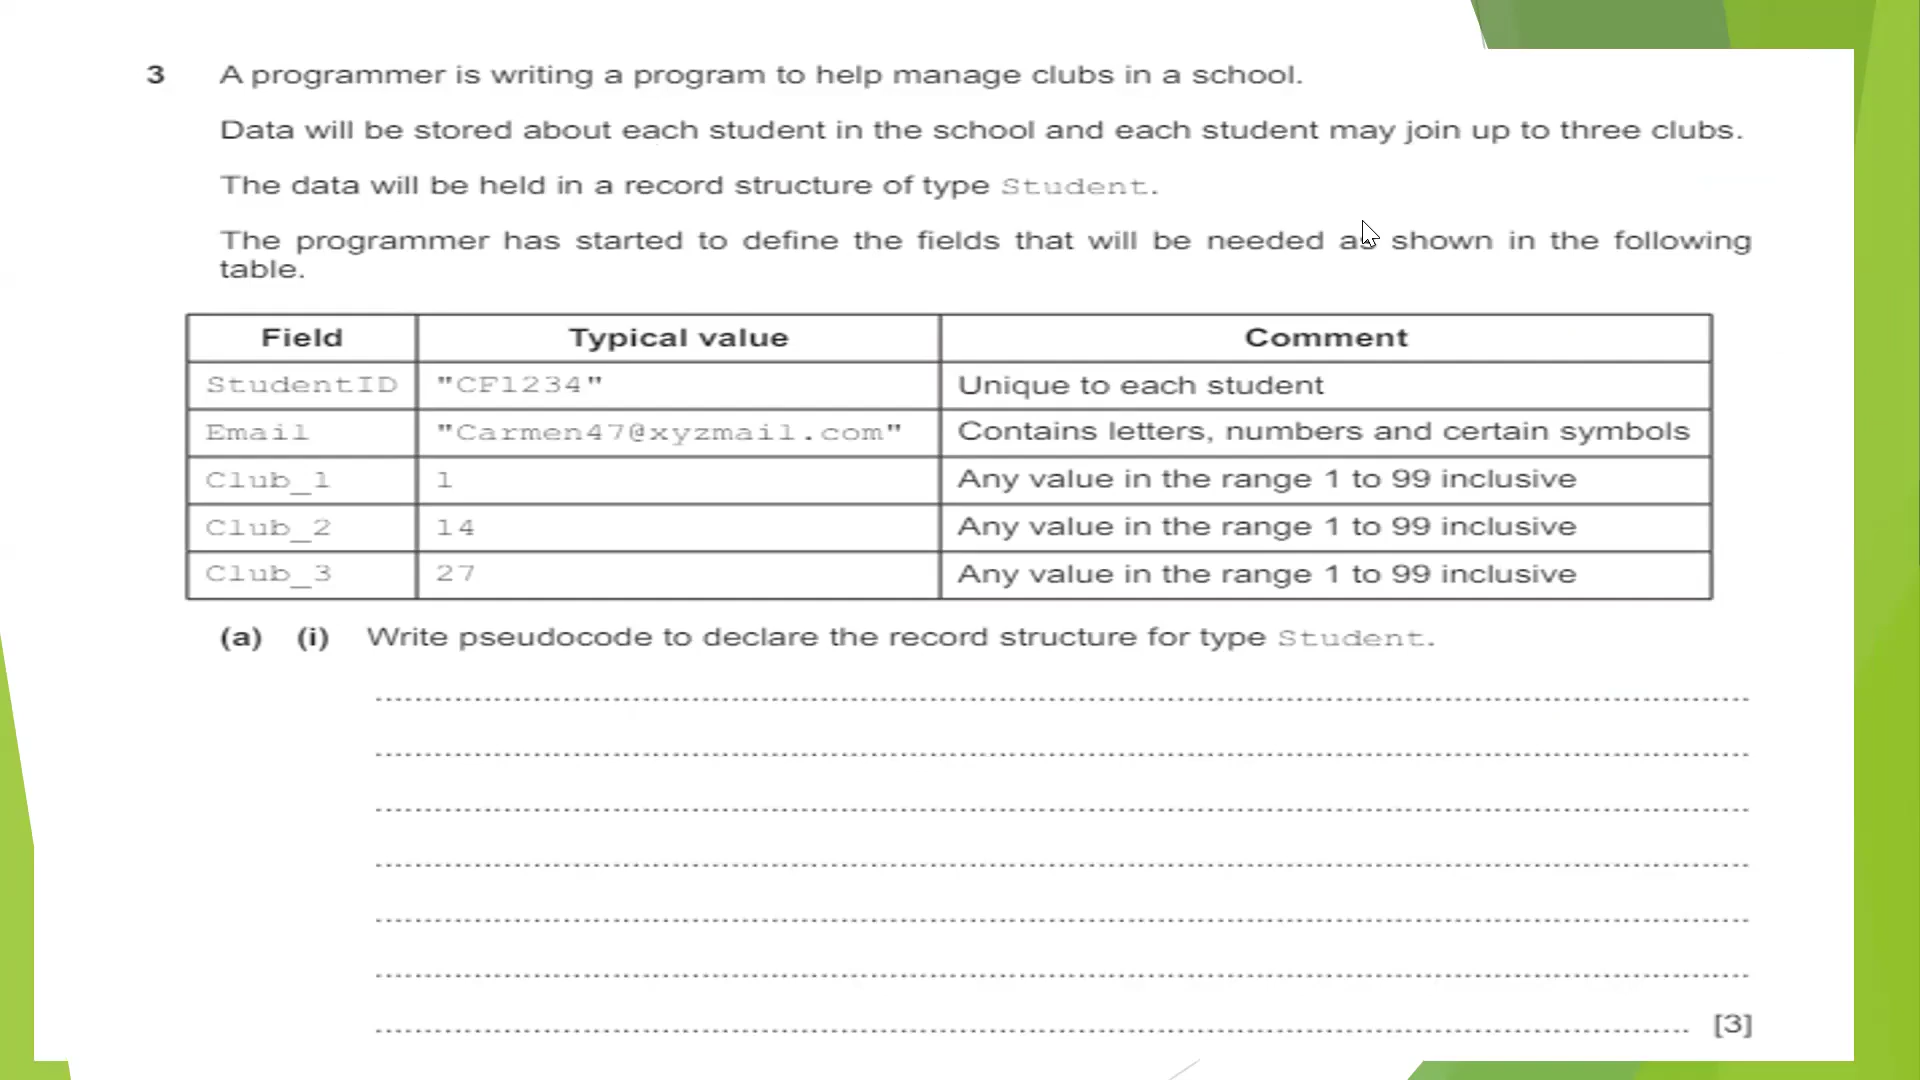 3 A programmer is writing a program to help manage clubs in a school.
Data will be stored about each student in the school and each student may join up to three clubs.
The data will be held in a record structure of type Student.
The programmer has started to define the fields that will be needed as shown in the following
table.
Field Typical value Comment
StudentID "CF1234" Unique to each student
Email "Carmen47@xyzmail.com" Contains letters, numbers and certain symbols
Club_1 1 Any value in the range 1 to 99 inclusive
Club_2 14 Any value in the range 1 to 99 inclusive
Club_3 27 Any value in the range 1 to 99 inclusive
(a) (i) Write pseudocode to declare the record structure for type Student.
[3]